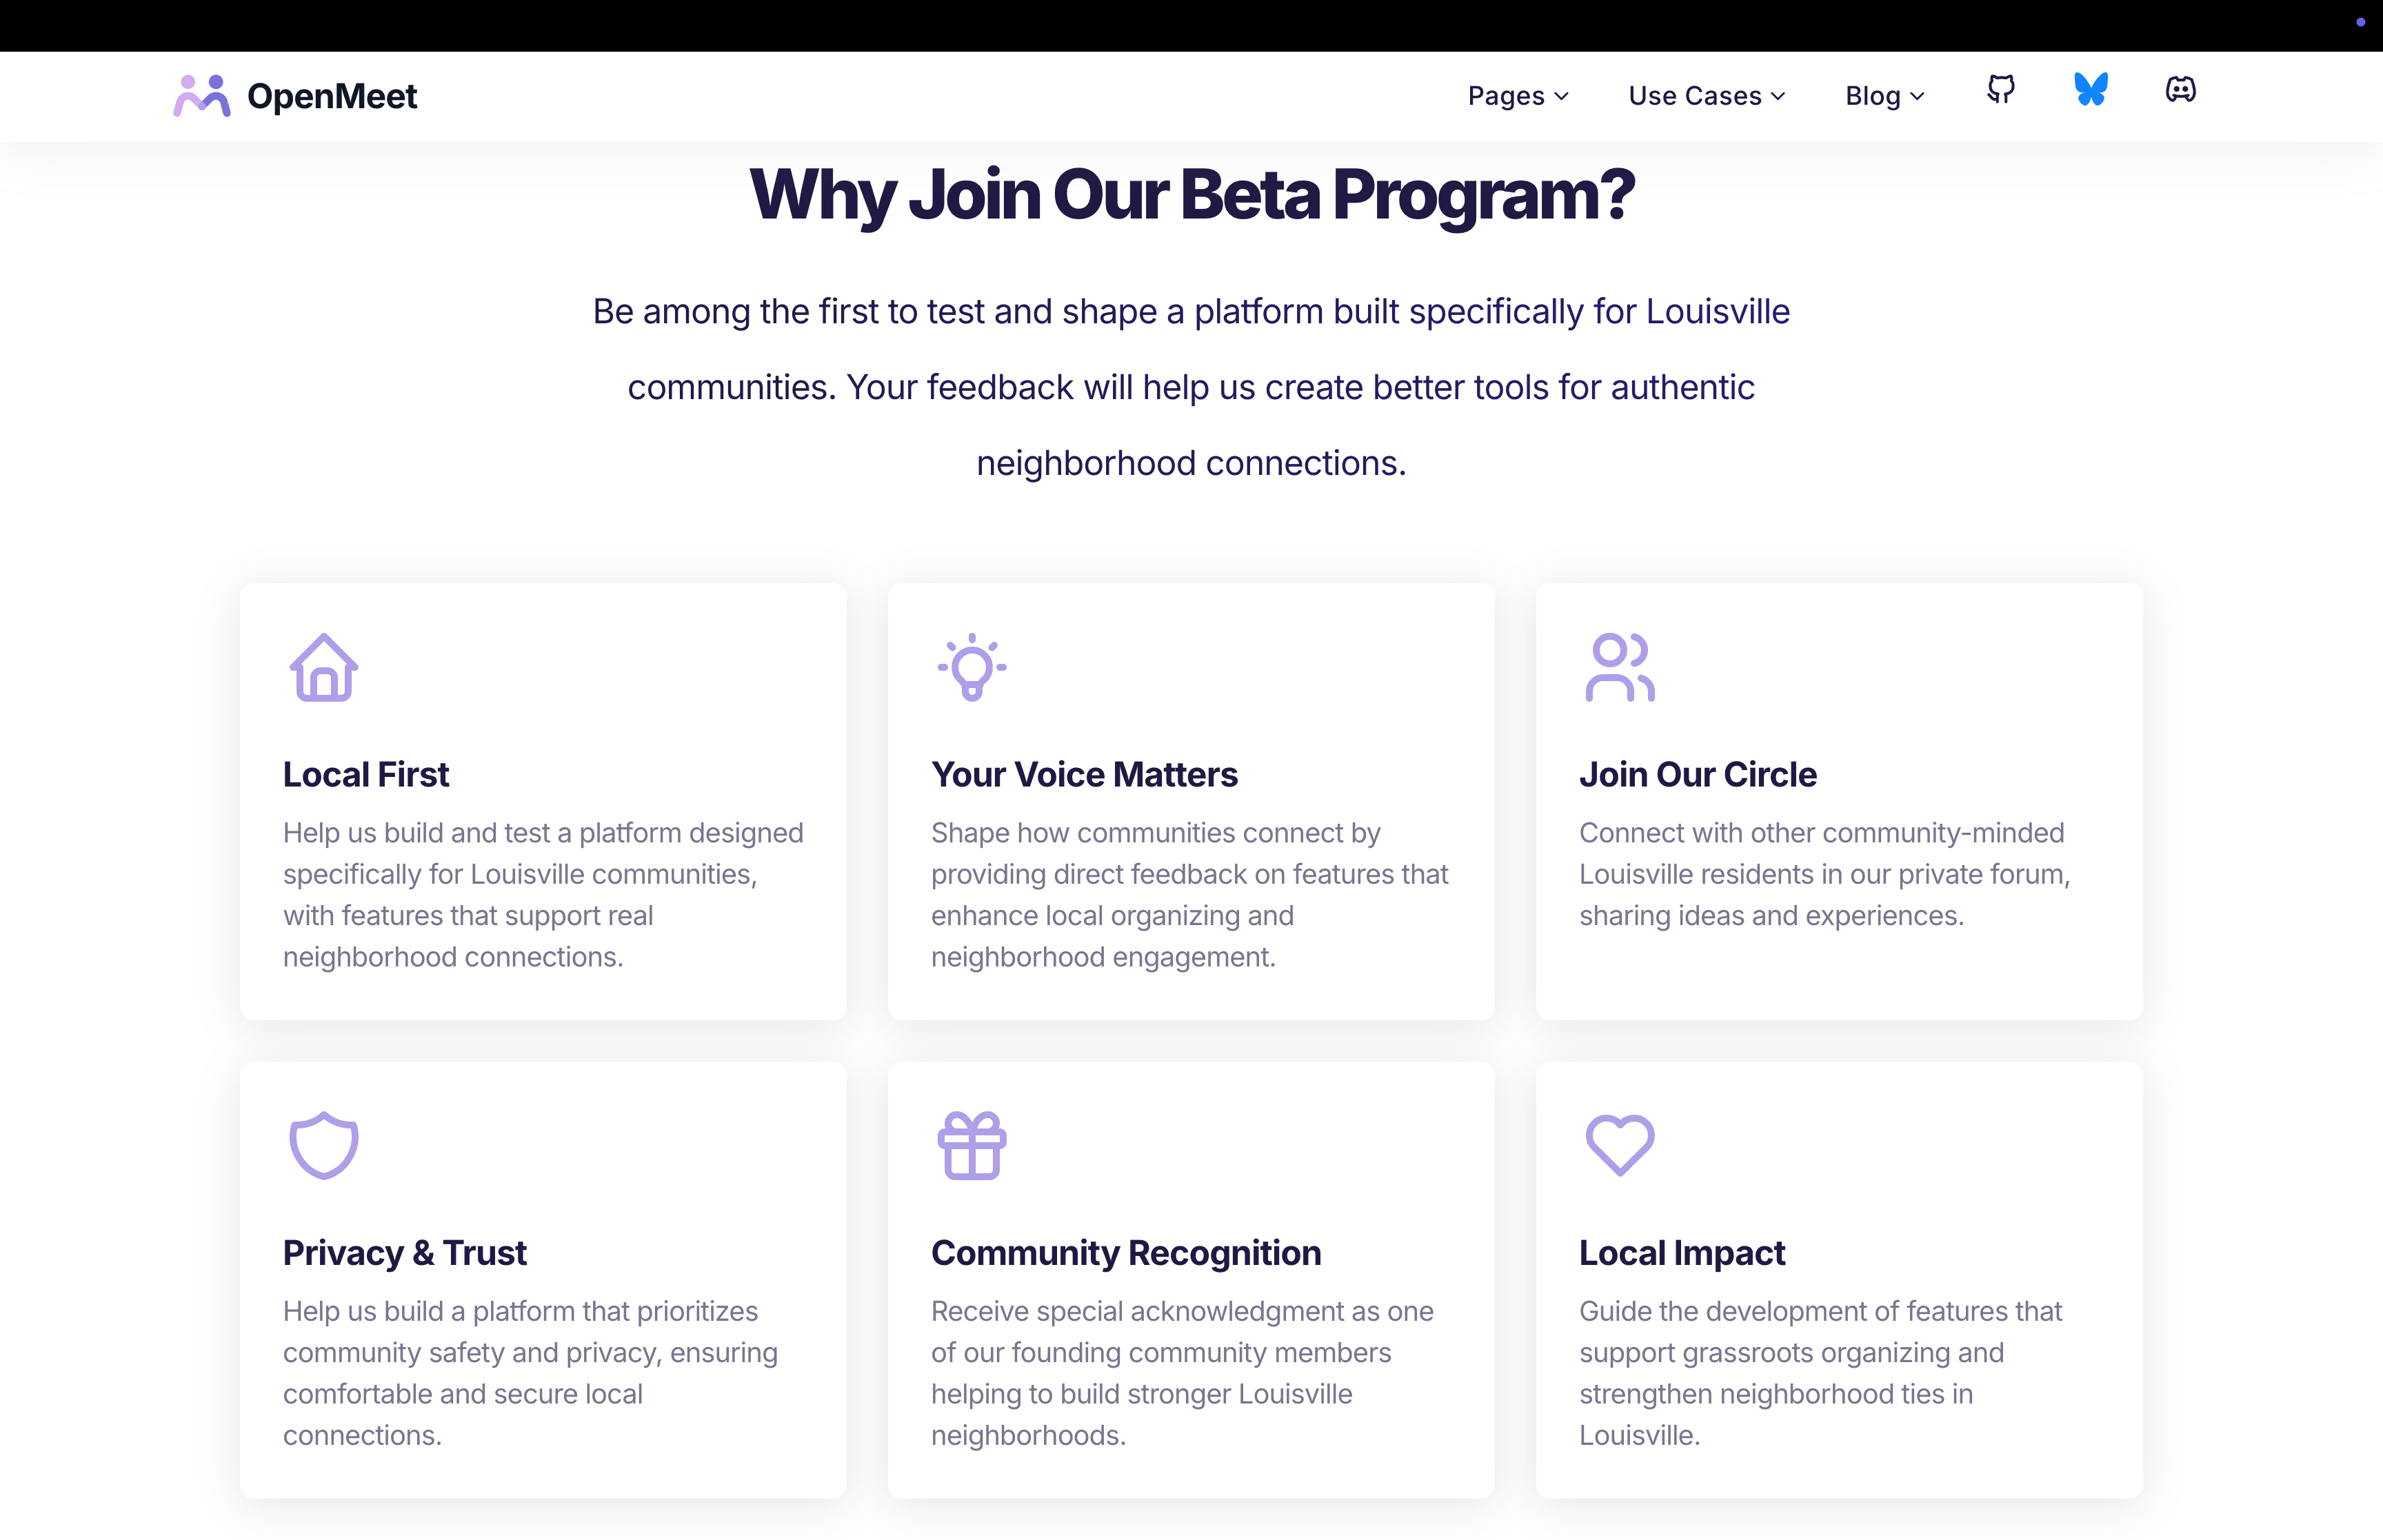 OpenMeet
Pages
Use Cases
Blog
Why Join Our Beta Program?
Be among the first to test and shape a platform built specifically for Louisville
communities. Your feedback will help us create better tools for authentic
neighborhood connections.
Local First
Help us build and test a platform designed
specifically for Louisville communities,
with features that support real
neighborhood connections.
Your Voice Matters
Shape how communities connect by
providing direct feedback on features that
enhance local organizing and
neighborhood engagement.
Join Our Circle
Connect with other community-minded
Louisville residents in our private forum,
sharing ideas and experiences.
Privacy & Trust
Help us build a platform that prioritizes
community safety and privacy, ensuring
comfortable and secure local
connections.
Community Recognition
Receive special acknowledgment as one
of our founding community members
helping to build stronger Louisville
neighborhoods.
Local Impact
Guide the development of features that
support grassroots organizing and
strengthen neighborhood ties in
Louisville.